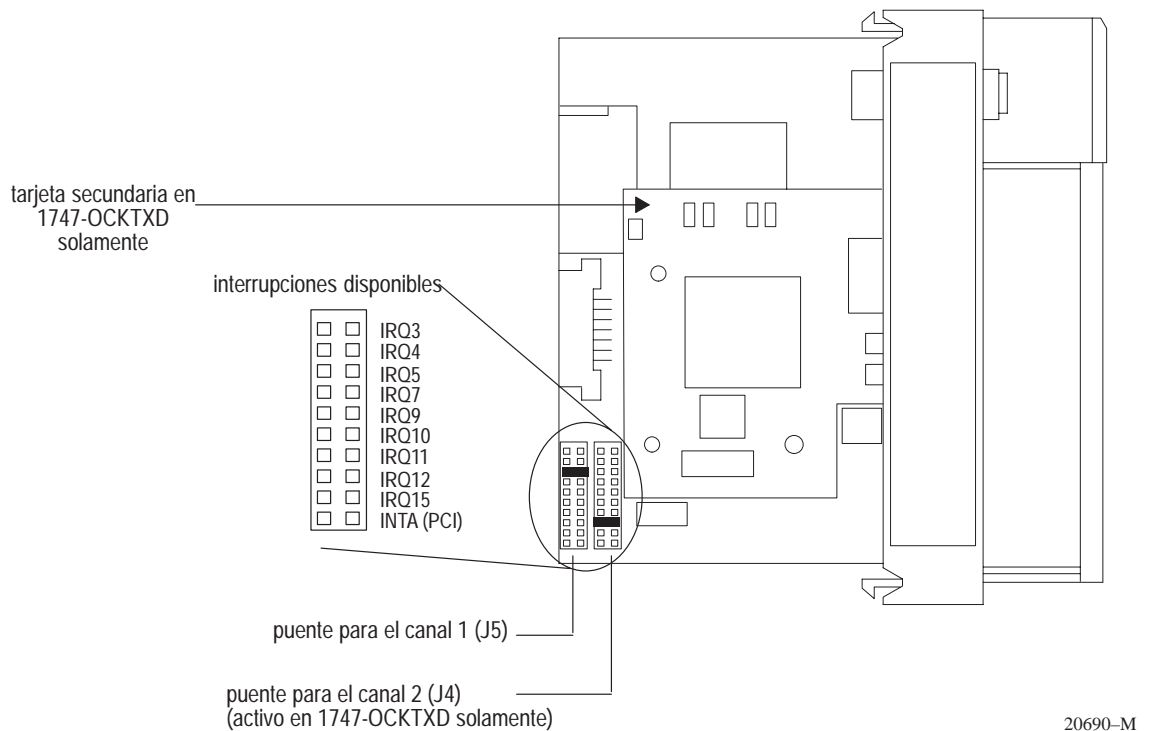 tarjeta secundaria en
1747-OCKTXD
solamente
interrupciones disponibles
IRQ3
IRQ4
IRQ5
IRQ7
IRQ9
IRQ10
IRQ11
IRQ12
IRQ15
INTA (PCI)
puente para el canal 1 (J5)
puente para el canal 2 (J4)
(activo en 1747-OCKTXD solamente)
20690–M